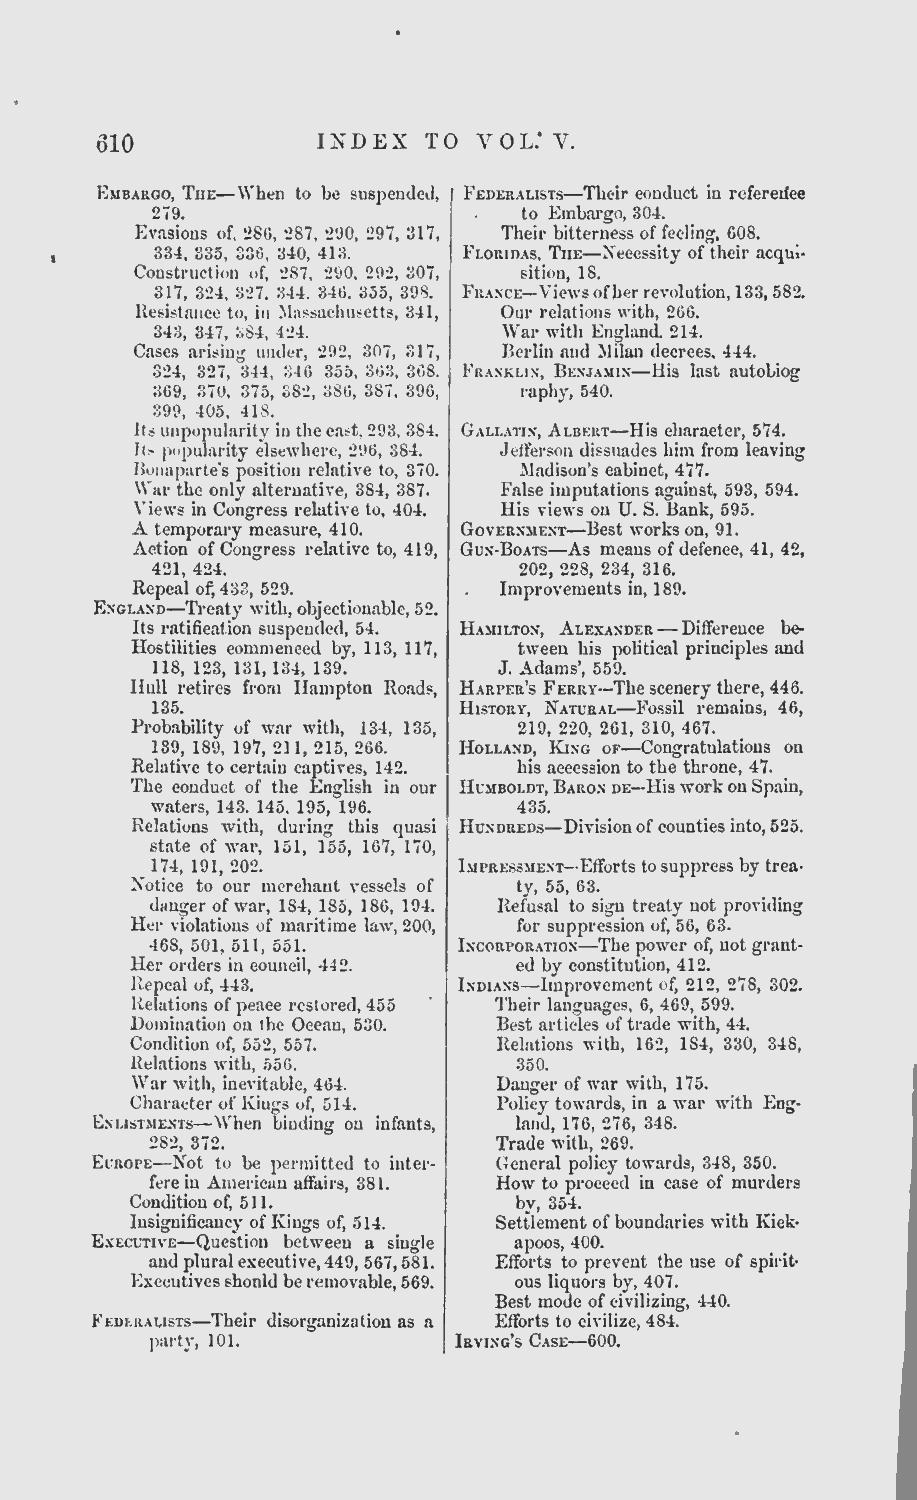 610
INDEX TO VOL. V.
EMBARGO, THE—When to be suspended,
279.
Evasions of, 286, 287, 290, 297, 317,
334, 335, 336, 340, 413.
Construction of, 287, 290, 292, 307,
317, 324, 327, 344, 346, 355, 398.
Resistance to, in Massachusetts, 341,
343, 347, 384, 424.
Cases arising under, 292, 307, 317,
324, 327, 344, 346 355, 363, 368.
369, 370, 375, 382, 386, 387, 396,
399, 405, 418.
Its unpopularity in the east, 293, 384.
Its popularity elsewhere, 296, 384.
Bonaparte's position relative to, 370.
War the only alternative, 384, 387.
Views in Congress relative to, 404.
A temporary measure, 410.
Action of Congress relative to, 419,
421, 424.
Repeal of, 433, 529.
ENGLAND—Treaty with, objectionable, 52.
Its ratification suspended, 54.
Hostilities commenced by, 113, 117,
118, 123, 131, 134, 139.
Hull retires from Hampton Roads,
135.
Probability of war with, 134, 135,
139, 189, 197, 211, 215, 266.
Relative to certain captives, 142.
The conduct of the English in our
waters, 143, 145, 195, 196.
Relations with, during this quasi
state of war, 151, 155, 167, 170,
174, 191, 202.
Notice to our merchant vessels of
danger of war, 184, 185, 186, 194.
Her violations of maritime law, 200,
468, 501, 511, 551.
Her orders in council, 442.
Repeal of, 443.
Relations of peace restored, 455
Domination on the Ocean, 530.
Condition of, 552, 557.
Relations with, 556.
War with, inevitable, 464.
Character of Kings of, 514.
ENLISTMENTS—When binding on infants,
282, 372.
EUROPE—Not to be permitted to inter-
fere in American affairs, 381.
Condition of, 511.
Insignificancy of Kings of, 514.
EXECUTIVE—Question between a single
and plural executive, 449, 567, 581.
Executives should be removable, 569.
FEDERALISTS—Their disorganization as a
party, 101.
FEDERALISTS—Their conduct in reference
to Embargo, 304.
Their bitterness of feeling, 608.
FLORIDAS, THE—Necessity of their acqui-
sition, 18.
FRANCE—Views of her revolution, 133, 582.
Our relations with, 266.
War with England. 214.
Berlin and Milan decrees, 444.
FRANKLIN, BENJAMIN—His last autobiog
raphy, 540.
GALLATIN, ALBERT—His character, 574.
Jefferson dissuades him from leaving
Madison's cabinet, 477.
False imputations against, 593, 594.
His views on U. S. Bank, 595.
GOVERNMENT—Best works on, 91.
GUN-BOATS—As means of defence, 41, 42,
202, 228, 234, 316.
Improvements in, 189.
HAMILTON, ALEXANDER—Difference be-
tween his political principles and
J. Adams', 559.
HARPER'S FERRY—The scenery there, 446.
HISTORY, NATURAL—Fossil remains, 46,
219, 220, 261, 310, 467.
HOLLAND, KING OF—Congratulations on
his accession to the throne, 47.
HUMBOLDT, BARON DE—His work on Spain,
435.
HUNDREDS—Division of counties into, 525.
IMPRESSMENT—Efforts to suppress by trea-
ty, 55, 63.
Refusal to sign treaty not providing
for suppression of, 56, 63.
INCORPORATION—The power of, not grant-
ed by constitution, 412.
INDIANS—Improvement of, 212, 278, 302.
Their languages, 6, 469, 599.
Best articles of trade with, 44.
Relations with, 162, 184, 330, 348,
350.
Danger of war with, 175.
Policy towards, in a war with Eng-
land, 176, 276, 348.
Trade with, 269.
General policy towards, 348, 350.
How to proceed in case of murders
by, 354.
Settlement of boundaries with Kick-
apoos, 400.
Efforts to prevent the use of spirit-
ous liquors by, 407.
Best mode of civilizing, 440.
Efforts to civilize, 484.
IRVING'S CASE—600.